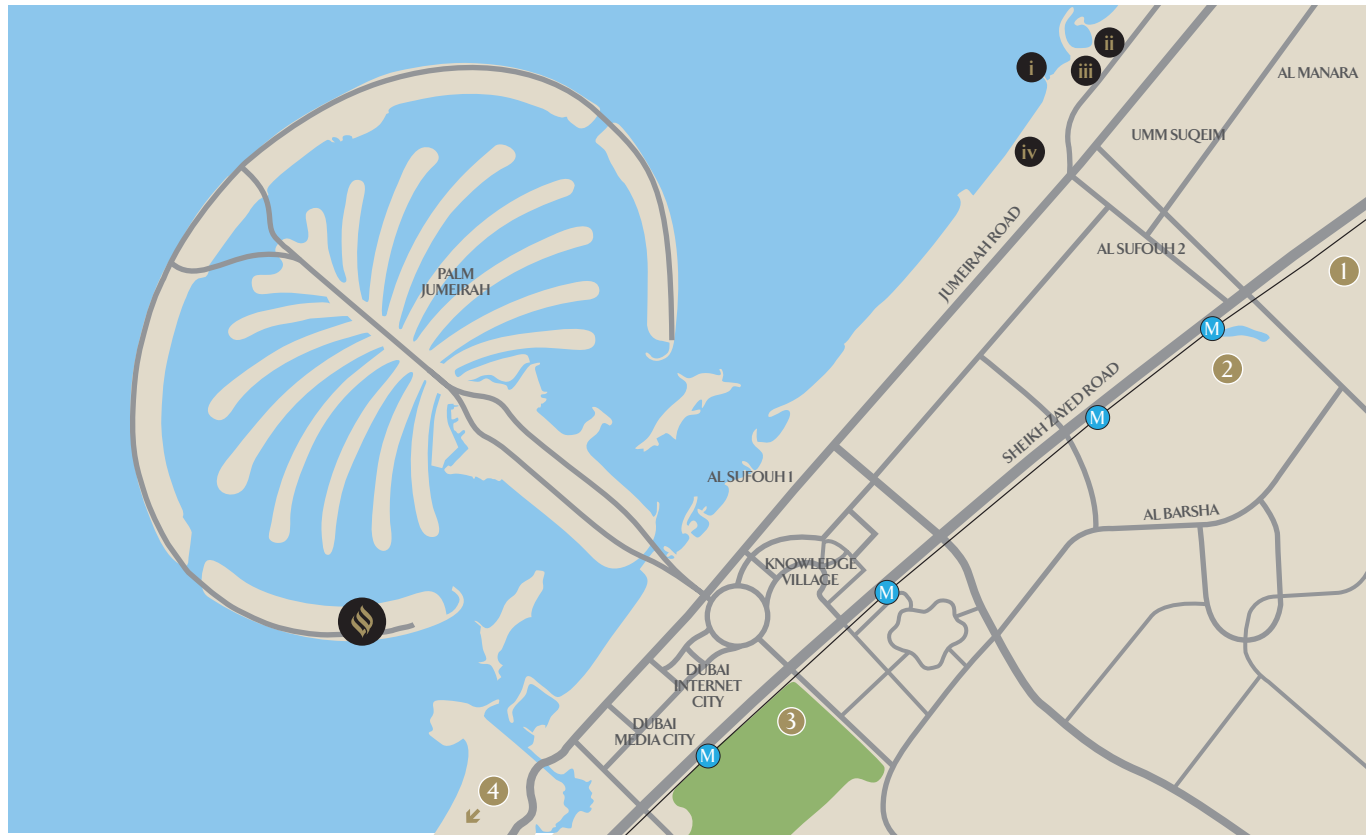 i
ii
iii
AL MANARA
UMM SUQEIM
iv
JUMEIRAH ROAD
AL SUFOUH 2
1
PALM
JUMEIRAH
M
2
SHEIKH ZAYED ROAD
M
AL SUFOUH 1
AL BARSHA
KNOWLEDGE
VILLAGE
M
DUBAI
INTERNET
CITY
3
DUBAI
MEDIA CITY
M
4